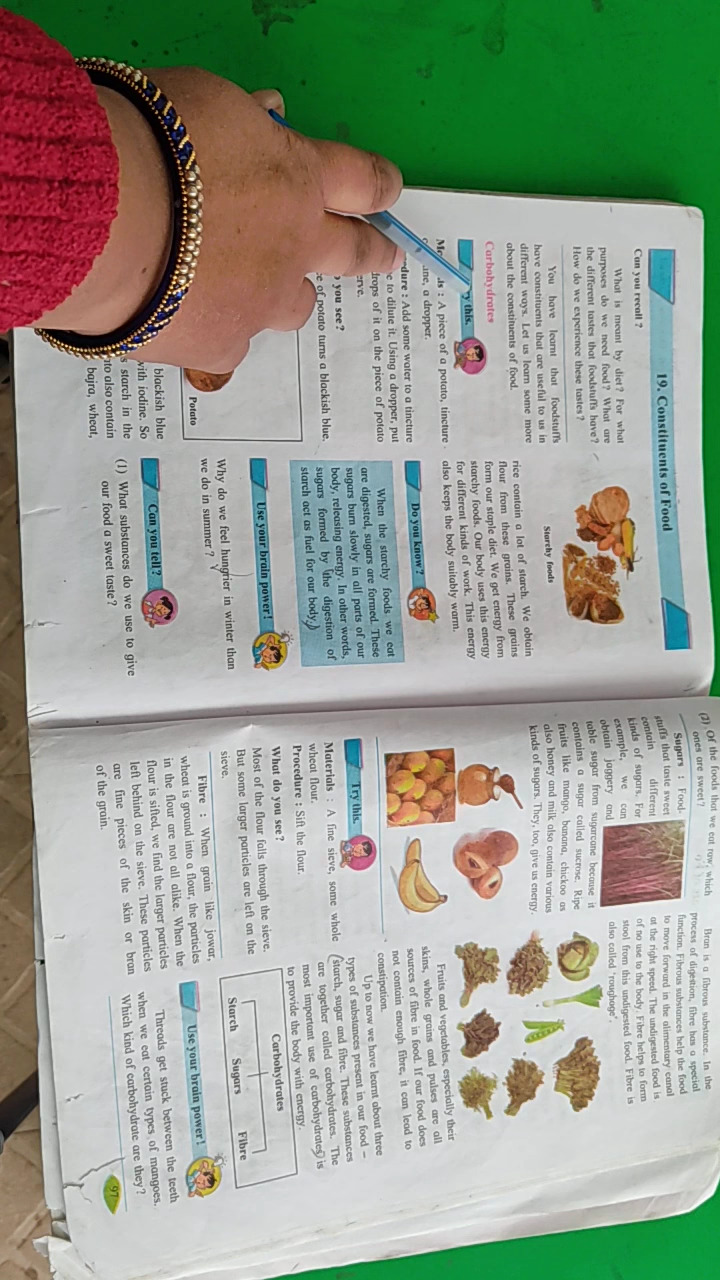 19. Constituents of Food
Can you recall ?
What is meant by diet? For what
purposes do we need food? What are
the different tastes that foodstuffs have?
How do we experience these tastes?
You have learnt that foodstuffs
have constituents that are useful to us in
different ways. Let us learn some more
about the constituents of food.
Carbohydrates
this.
: A piece of a potato, tincture
a dropper.
: Add some water to a tincture
to dilute it. Using a dropper, put
drops of it on the piece of potato
you see ?
of potato turns a blackish blue.
Potato
blackish blue
with iodine. So
starch in the
also contain
bajra, wheat,
Starchy foods
rice contain a lot of starch. We obtain
flour from these grains. These grains
form our staple diet. We get energy from
starchy foods. Our body uses this energy
for different kinds of work. This energy
also keeps the body suitably warm.
Do you know ?
When the starchy foods we eat
are digested, sugars are formed. These
sugars burn slowly in all parts of our
body, releasing energy. In other words,
sugars formed by the digestion of
starch act as fuel for our body.
Use your brain power !
Why do we feel hungrier in winter than
we do in summer ?
Can you tell ?
(1) What substances do we use to give
our food a sweet taste ?
(2) Of the foods that we eat raw, which
ones are sweet?
Sugars : Food-
stuffs that taste sweet
contain different
kinds of sugars. For
example, we can
obtain jaggery and
table sugar from sugarcane because it
contains a sugar called sucrose. Ripe
fruits like mango, banana, chickoo as
also honey and milk also contain various
kinds of sugars. They, too, give us energy.
Try this.
Materials : A fine sieve, some whole
wheat flour.
Procedure : Sift the flour.
What do you see?
Most of the flour falls through the sieve.
But some larger particles are left on the
sieve.
Fibre : When grain like jowar,
wheat is ground into a flour, the particles
in the flour are not all alike. When the
flour is sifted, we find the larger particles
left behind on the sieve. These particles
are fine pieces of the skin or bran
of the grain.
Bran is a fibrous substance. In the
process of digestion, fibre has a special
function. Fibrous substances help the food
to move forward in the alimentary canal
at the right speed. The undigested food is
of no use to the body. Fibre helps to form
stool from this undigested food. Fibre is
also called 'roughage'.
Fruits and vegetables, especially their
skins, whole grains and pulses are all
sources of fibre in food. If our food does
not contain enough fibre, it can lead to
constipation.
Up to now we have learnt about three
types of substances present in our food –
starch, sugar and fibre. These substances
are together called carbohydrates. The
most important use of carbohydrates is
to provide the body with energy.
Carbohydrates
Starch Sugars Fibre
Use your brain power !
Threads get stuck between the teeth
when we eat certain types of mangoes.
Which kind of carbohydrate are they?
97